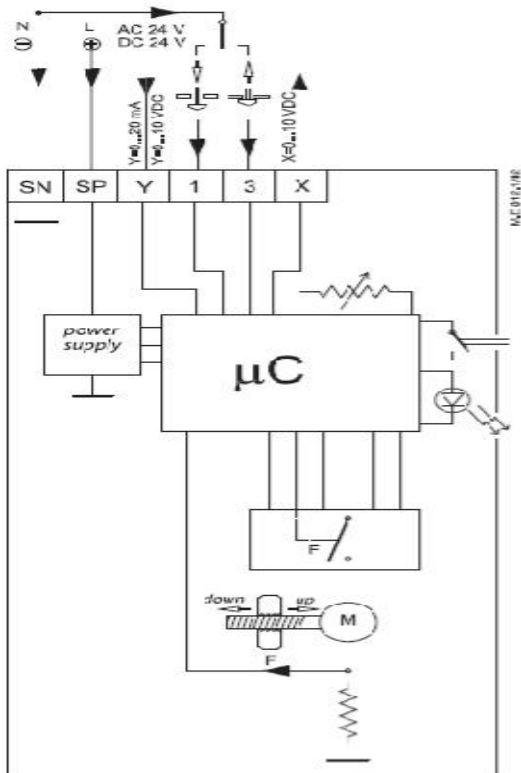 N L AC 24 V
DC 24 V
Y=0...20 mA
Y=0...10 VDC
X=0...10 VDC
SN SP Y 1 3 X
power
supply
µC
F
down up
M
F